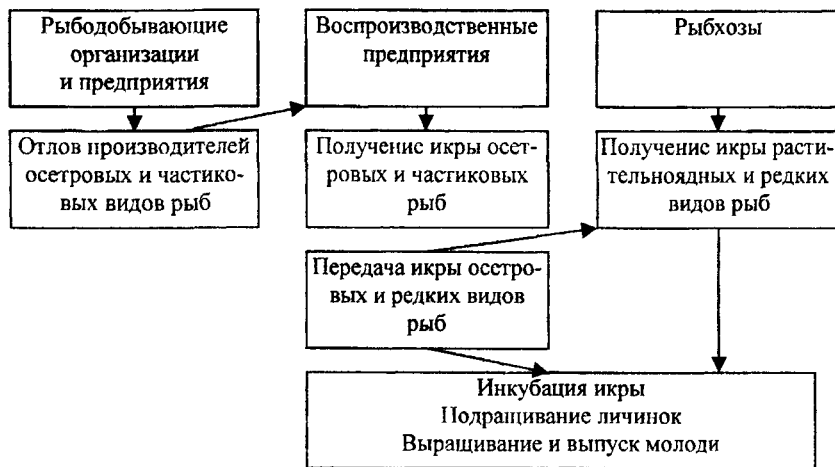 Рыбодобывающие
организации
и предприятия
Воспроизводственные
предприятия
Рыбхозы
Отлов производителей
осетровых и частико-
вых видов рыб
Получение икры осет-
ровых и частиковых
рыб
Получение икры расти-
тельноядных и редких
видов рыб
Передача икры осетро-
вых и редких видов
рыб
Инкубация икры
Подращивание личинок
Выращивание и выпуск молоди